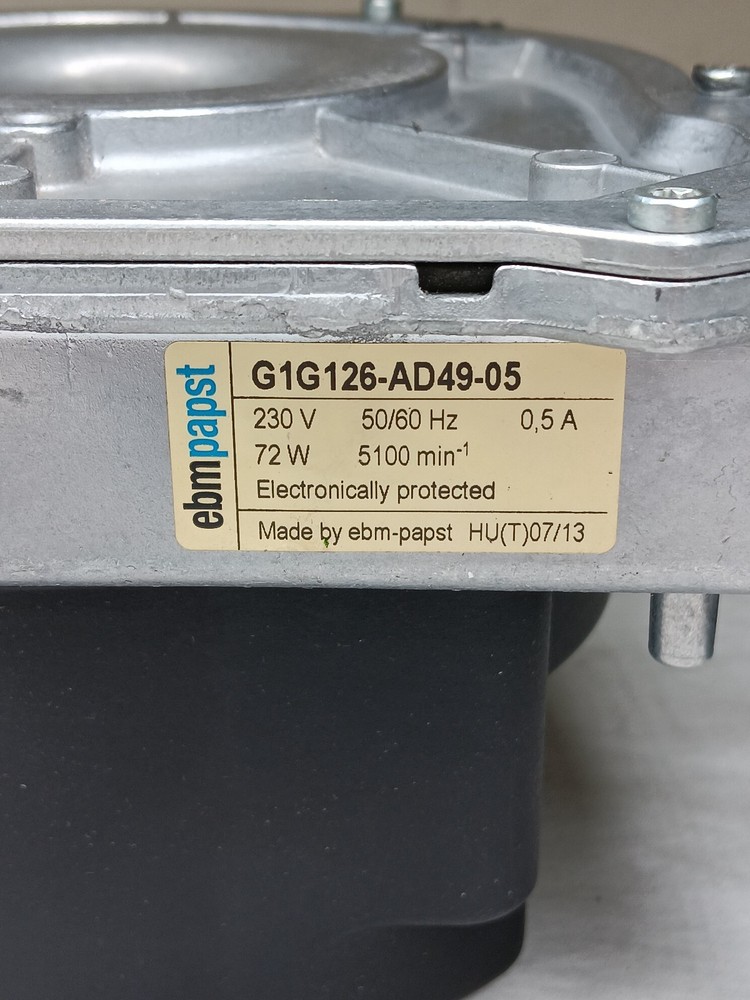 ebmpapst
G1G126-AD49-05
230 V 50/60 Hz 0,5 A
72 W 5100 min⁻¹
Electronically protected
Made by ebm-papst HU(T)07/13